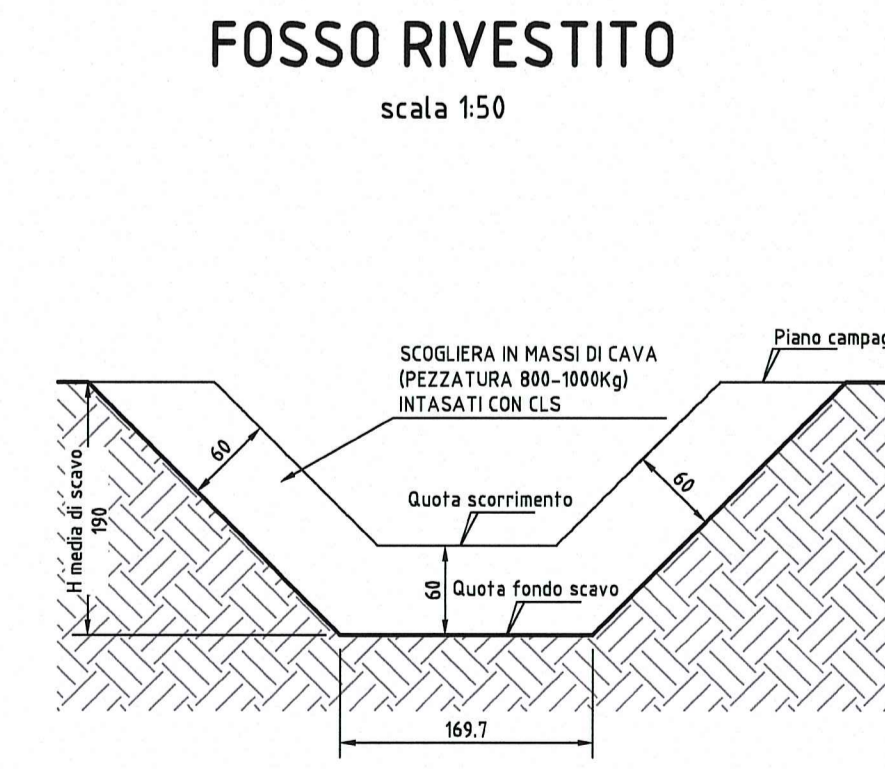 FOSSO RIVESTITO
scala 1:50
Piano campag
SCOGLIERA IN MASSI DI CAVA
(PEZZATURA 800-1000Kg)
INTASATI CON CLS
60
60
Quota scorrimento
H media di scavo
190
60
Quota fondo scavo
169.7